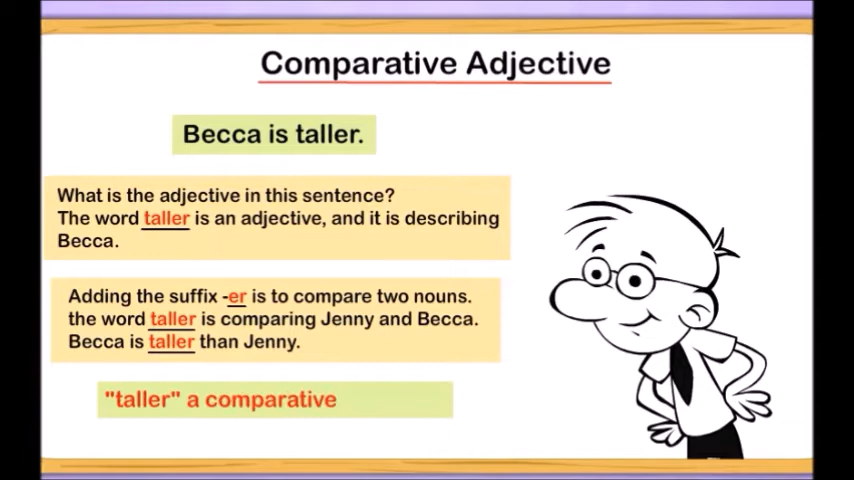 Comparative Adjective
Becca is taller.
What is the adjective in this sentence?
The word taller is an adjective, and it is describing
Becca.
Adding the suffix -er is to compare two nouns.
the word taller is comparing Jenny and Becca.
Becca is taller than Jenny.
"taller" a comparative